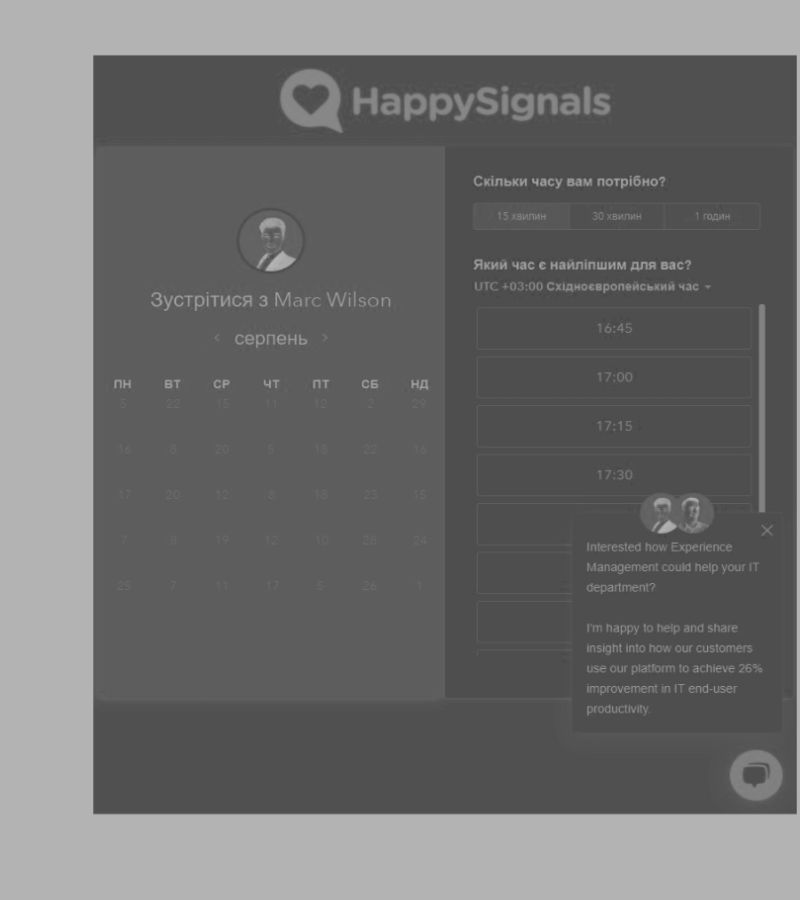 HappySignals
Зустрітися з Marc Wilson
серпень
ПН ВТ СР ЧТ ПТ СБ НД
5 22 15 11 12 2 29
16 8 20 5 18 22 16
17 20 12 8 18 23 15
7 8 19 12 10 28 24
25 7 11 17 5 26 1
Скільки часу вам потрібно?
15 хвилин 30 хвилин 1 годин
Який час є найліпшим для вас?
UTC +03:00 Східноєвропейський час
16:45
17:00
17:15
17:30
Interested how Experience
Management could help your IT
department?
I'm happy to help and share
insight into how our customers
use our platform to achieve 26%
improvement in IT end-user
productivity.